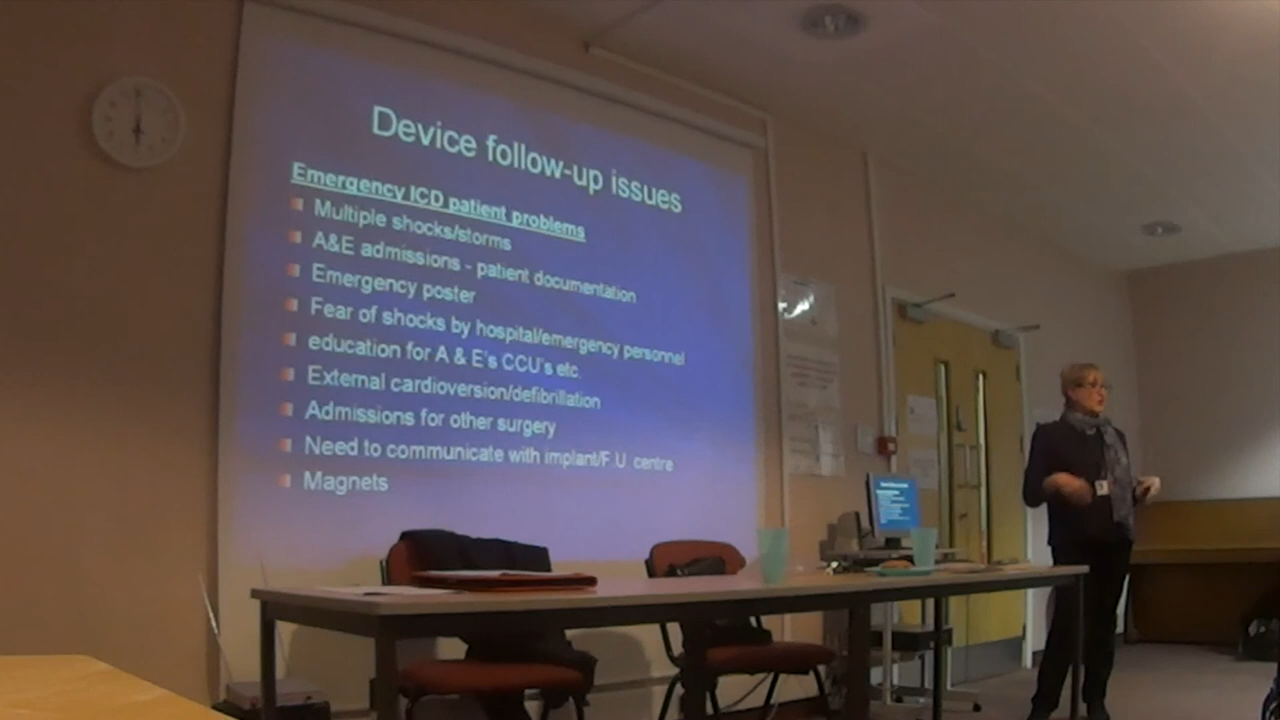 Device follow-up issues
Emergency ICD patient problems
Multiple shocks/storms
A&E admissions - patient documentation
Emergency poster
Fear of shocks by hospital/emergency personnel
education for A & E's CCU's etc.
External cardioversion/defibrillation
Admissions for other surgery
Need to communicate with implant/F.U. centre
Magnets